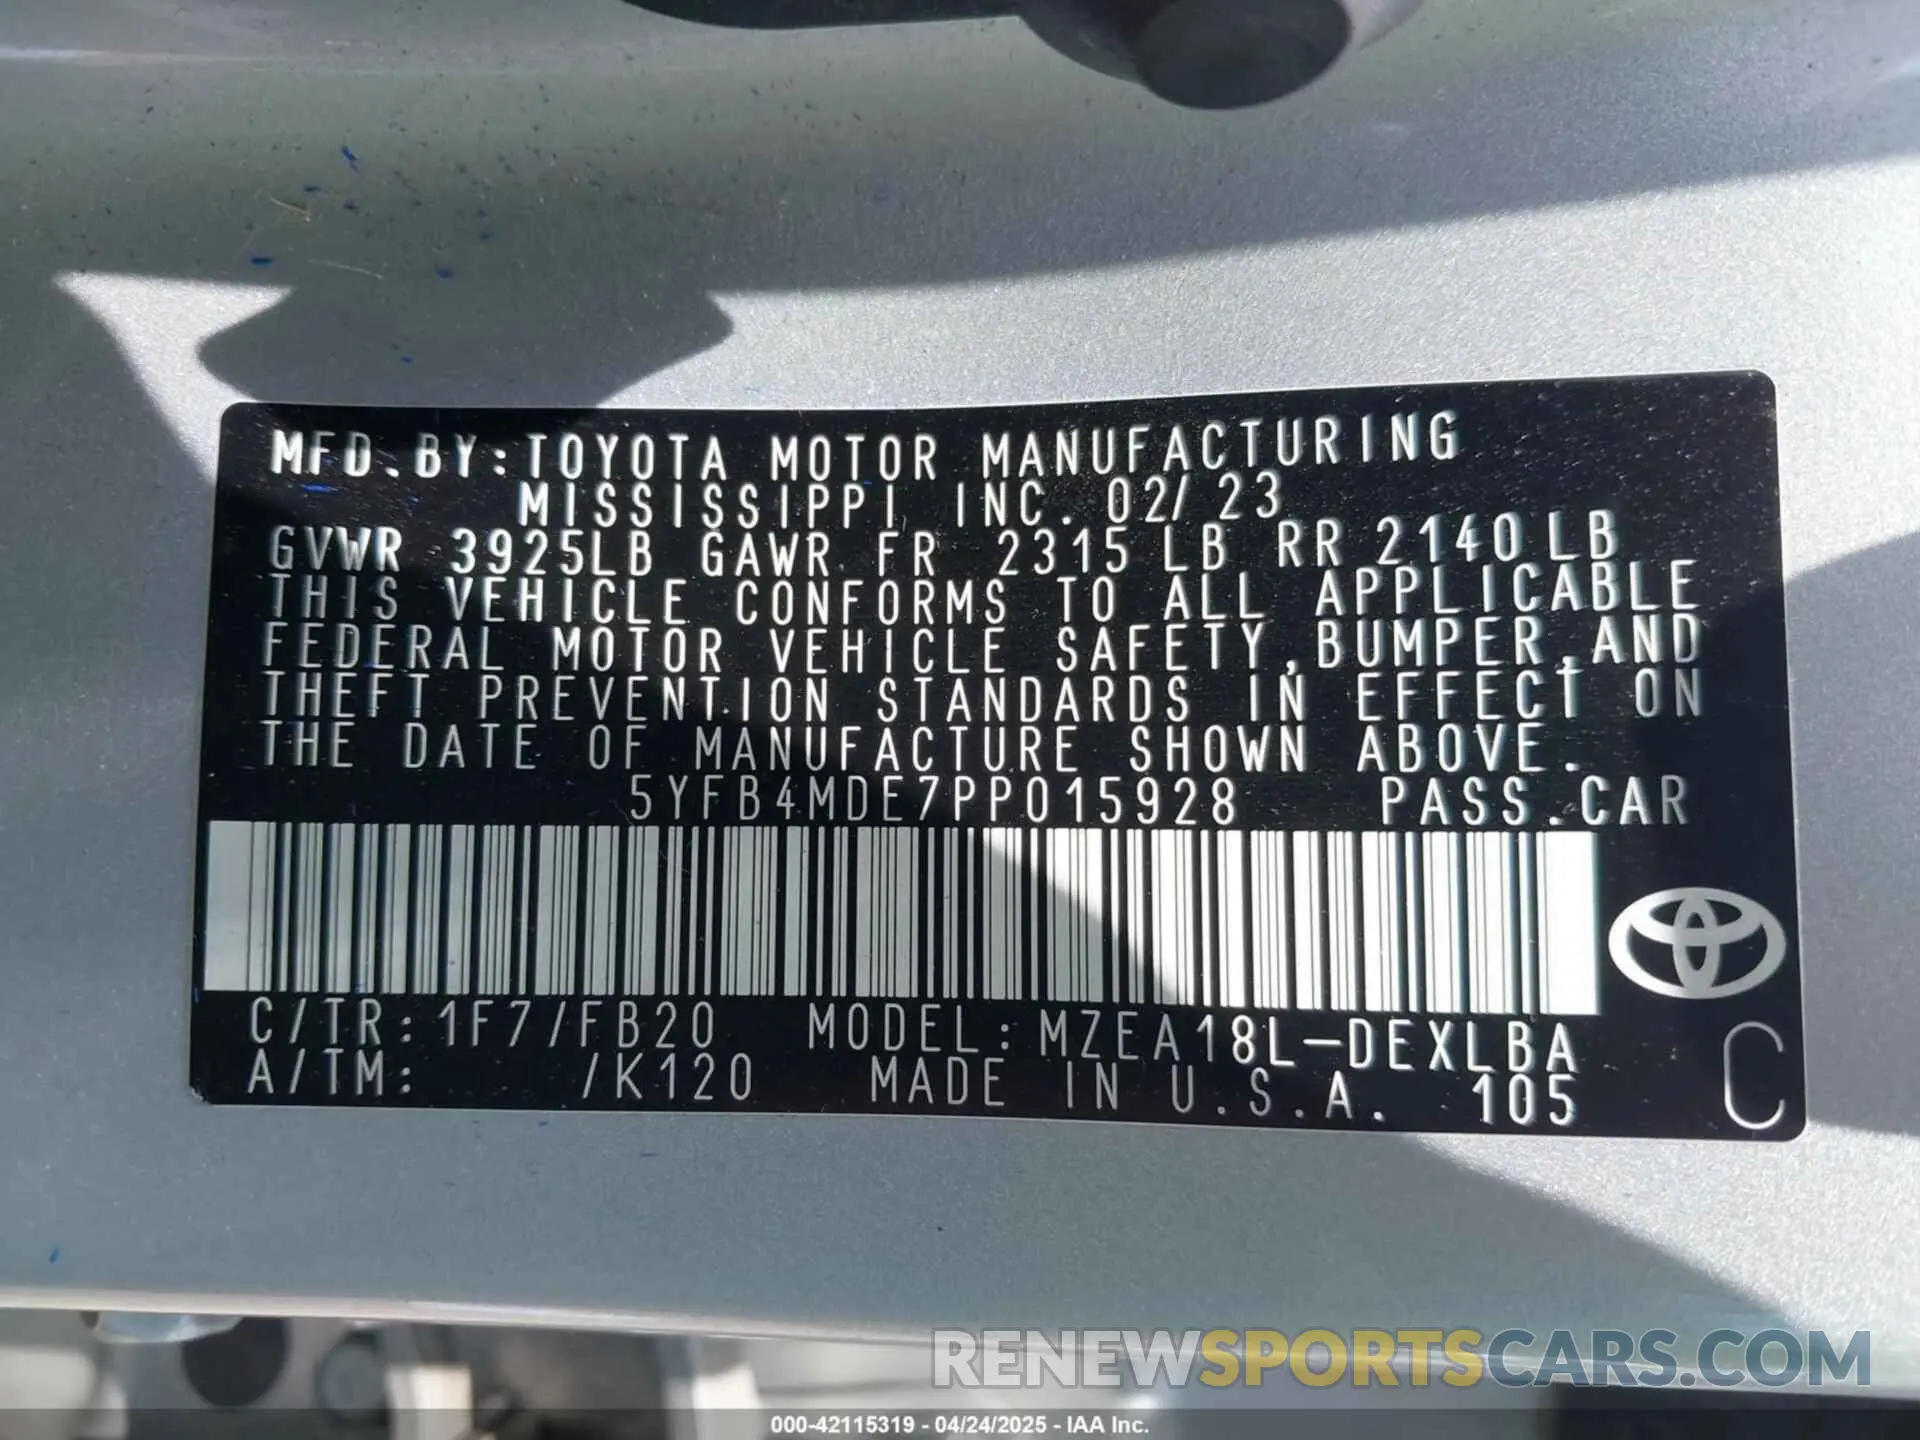 MFD.BY:TOYOTA MOTOR MANUFACTURING
MISSISSIPPI INC. 02/23
GVWR 3925LB GAWR FR 2315 LB RR 2140LB
THIS VEHICLE CONFORMS TO ALL APPLICABLE
FEDERAL MOTOR VEHICLE SAFETY,BUMPER,AND
THEFT PREVENTION STANDARDS IN EFFECT ON
THE DATE OF MANUFACTURE SHOWN ABOVE.
5YFB4MDE7PP015928 PASS.CAR
C/TR:1F7/FB20 MODEL:MZEA18L-DEXLBA
A/TM: /K120 MADE IN U.S.A. 105
C
RENEWSPORTSCARS.COM
000-42115319 - 04/24/2025 - IAA Inc.